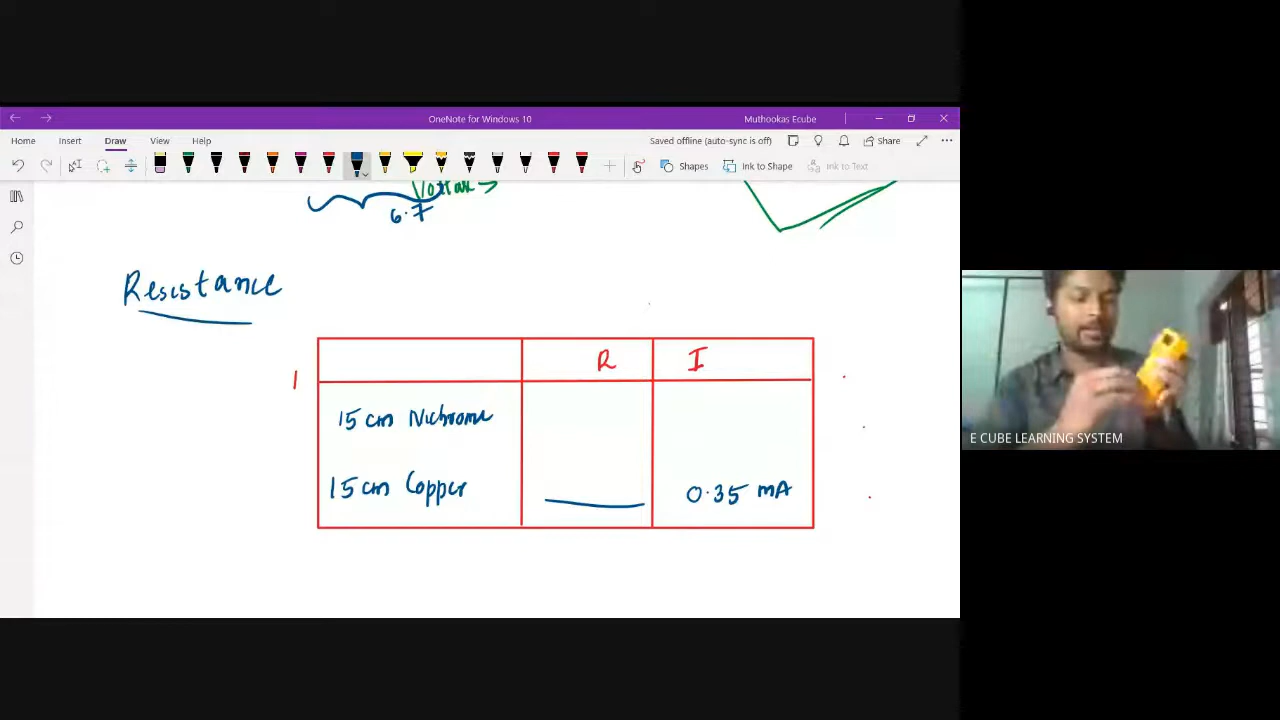 OneNote for Windows 10
Muthookas Ecube
Home Insert Draw View Help
Saved offline (auto-sync is off)
Share
Shapes
Ink to Shape
Ink to Text
6.7
Resistance
R I
1
15 cm Nichrome
15 cm Copper 0.35 mA
E CUBE LEARNING SYSTEM